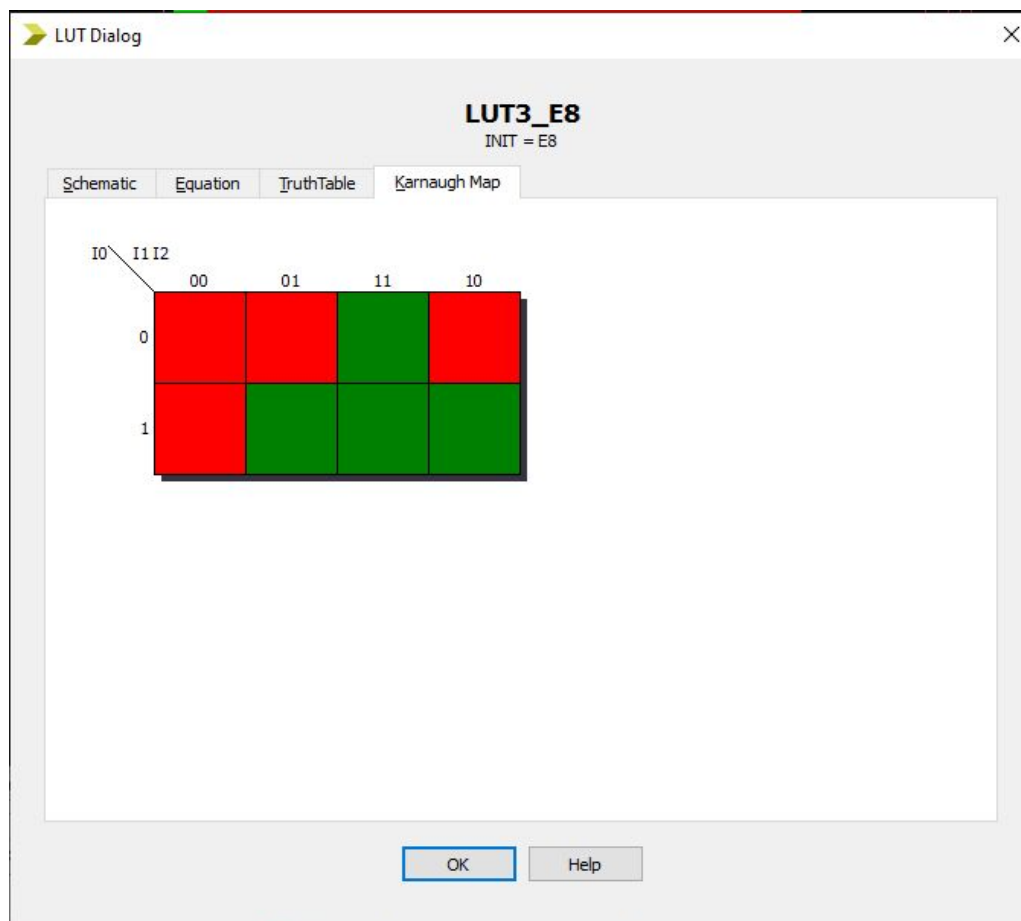 LUT Dialog
LUT3_E8
INIT = E8
Schematic Equation TruthTable Karnaugh Map
I0 I1 I2
00 01 11 10
0
1
OK Help